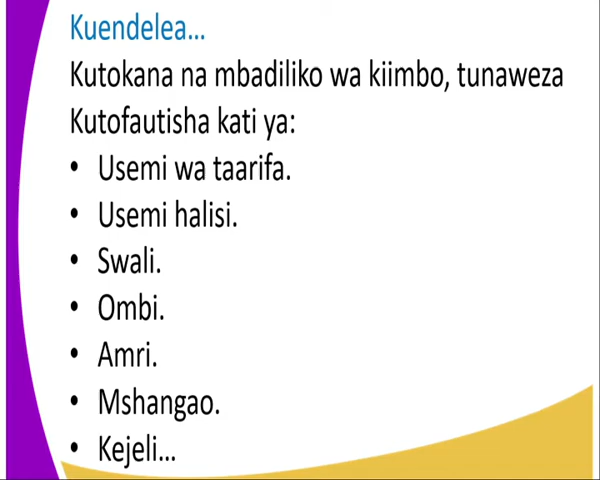 Kuendelea...
Kutokana na mbadiliko wa kiimbo, tunaweza
Kutofautisha kati ya:
• Usemi wa taarifa.
• Usemi halisi.
• Swali.
• Ombi.
• Amri.
• Mshangao.
• Kejeli...